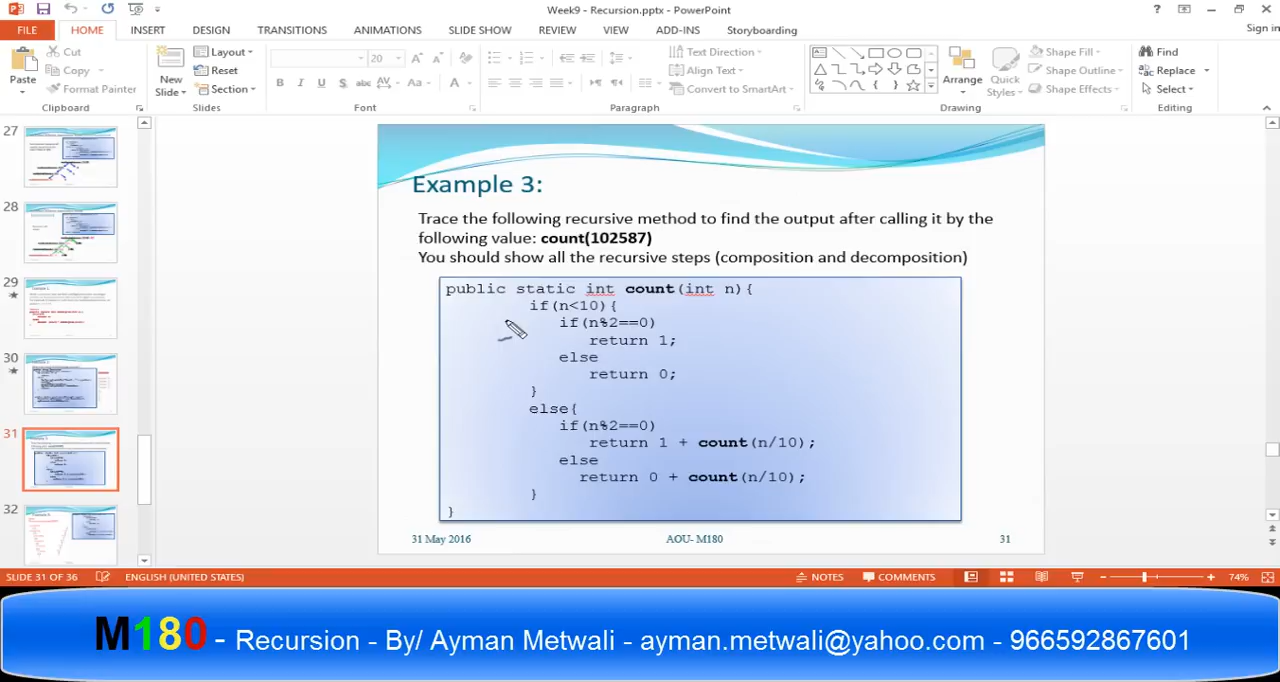 Week9 - Recursion.pptx - PowerPoint
FILE HOME INSERT DESIGN TRANSITIONS ANIMATIONS SLIDE SHOW REVIEW VIEW ADD-INS Storyboarding Sign in
Paste
Cut
Copy
Format Painter
Clipboard
New Slide
Layout
Reset
Section
Slides
20
B I U S abc AV Aa A
Font
Text Direction
Align Text
Convert to SmartArt
Paragraph
Arrange
Quick Styles
Shape Fill
Shape Outline
Shape Effects
Drawing
Find
Replace
Select
Editing
27
28
29
30
31
32
Example 3:
Trace the following recursive method to find the output after calling it by the
following value: count(102587)
You should show all the recursive steps (composition and decomposition)
public static int count(int n){
if(n<10){
if(n%2==0)
return 1;
else
return 0;
}
else{
if(n%2==0)
return 1 + count(n/10);
else
return 0 + count(n/10);
}
}
31 May 2016 AOU- M180 31
SLIDE 31 OF 36 ENGLISH (UNITED STATES) NOTES COMMENTS 74%
M180 - Recursion - By/ Ayman Metwali - ayman.metwali@yahoo.com - 966592867601